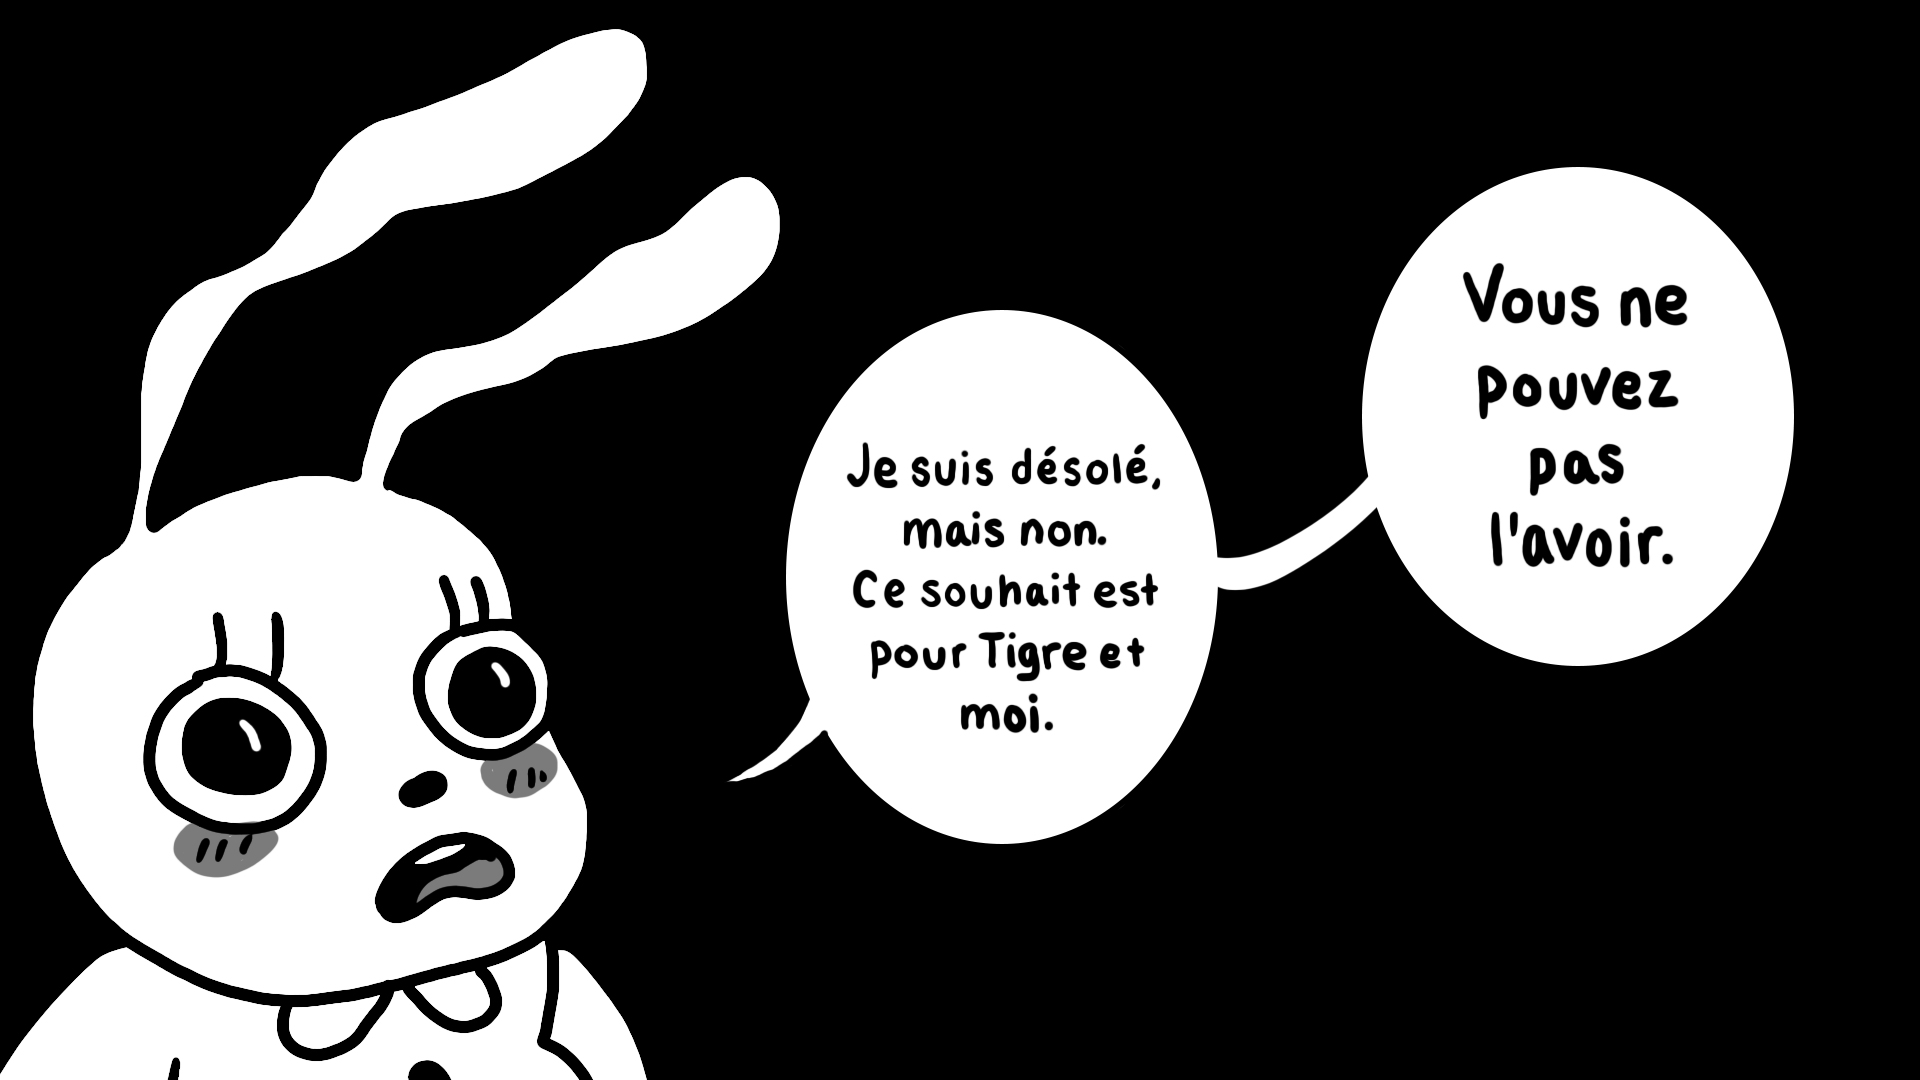 Je suis désolé,
mais non.
Ce souhait est
pour Tigre et
moi.
Vous ne
pouvez
pas
l'avoir.